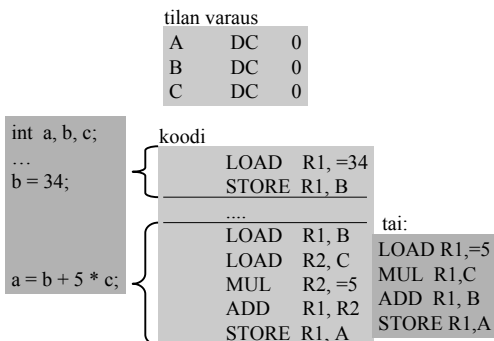 tilan varaus
A DC 0
B DC 0
C DC 0
int a, b, c;
…
b = 34;
a = b + 5 * c;
koodi
LOAD R1, =34
STORE R1, B
....
LOAD R1, B
LOAD R2, C
MUL R2, =5
ADD R1, R2
STORE R1, A
tai:
LOAD R1,=5
MUL R1,C
ADD R1, B
STORE R1,A